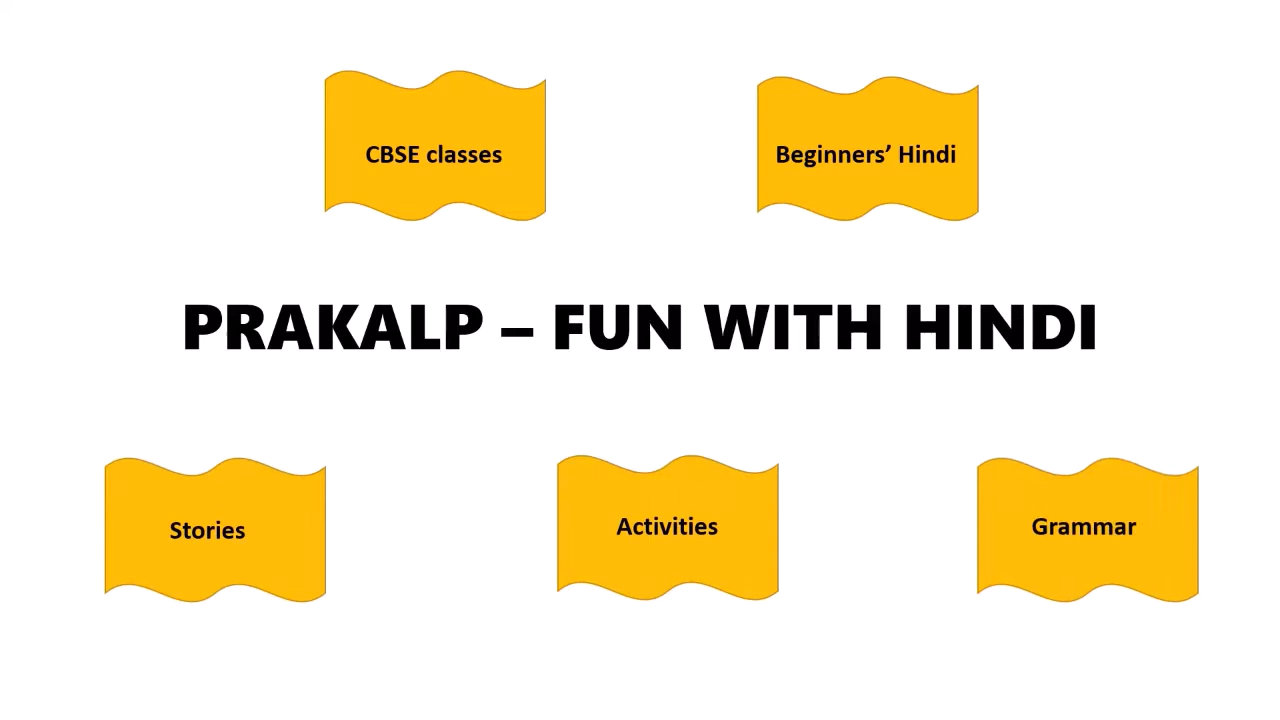 CBSE classes
Beginners’ Hindi
PRAKALP – FUN WITH HINDI
Stories
Activities
Grammar